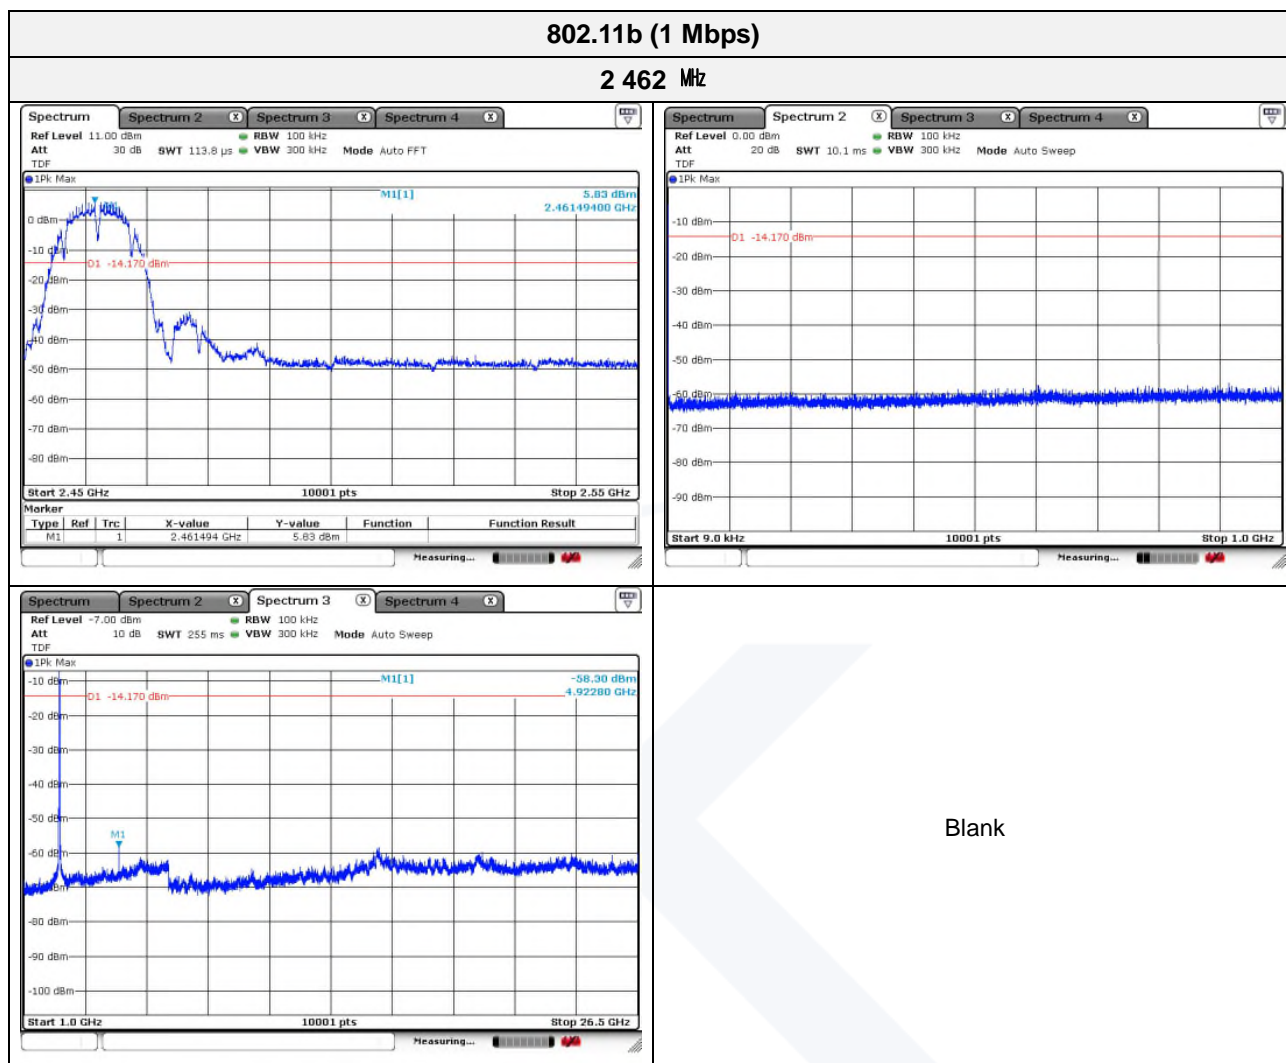 802.11b (1 Mbps)
2 462 ㎒
Spectrum Spectrum 2 X Spectrum 3 X Spectrum 4 X
Ref Level 11.00 dBm RBW 100 kHz
Att 30 dB SWT 113.8 µs VBW 300 kHz Mode Auto FFT
TDF
1Pk Max
M1[1] 5.83 dBm
2.46149400 GHz
0 dBm
-10 dBm
D1 -14.170 dBm
-20 dBm
-30 dBm
-40 dBm
-50 dBm
-60 dBm
-70 dBm
-80 dBm
Start 2.45 GHz 10001 pts Stop 2.55 GHz
Marker
Type Ref Trc X-value Y-value Function Function Result
M1 1 2.461494 GHz 5.83 dBm
Measuring...
Spectrum Spectrum 2 X Spectrum 3 X Spectrum 4 X
Ref Level 0.00 dBm RBW 100 kHz
Att 20 dB SWT 10.1 ms VBW 300 kHz Mode Auto Sweep
TDF
1Pk Max
-10 dBm
D1 -14.170 dBm
-20 dBm
-30 dBm
-40 dBm
-50 dBm
-60 dBm
-70 dBm
-80 dBm
-90 dBm
Start 9.0 kHz 10001 pts Stop 1.0 GHz
Measuring...
Spectrum Spectrum 2 X Spectrum 3 X Spectrum 4 X
Ref Level -7.00 dBm RBW 100 kHz
Att 10 dB SWT 255 ms VBW 300 kHz Mode Auto Sweep
TDF
1Pk Max
-10 dBm
M1[1] -58.30 dBm
4.92280 GHz
D1 -14.170 dBm
-20 dBm
-30 dBm
-40 dBm
-50 dBm
M1
-60 dBm
-80 dBm
-90 dBm
-100 dBm
Start 1.0 GHz 10001 pts Stop 26.5 GHz
Measuring...
Blank